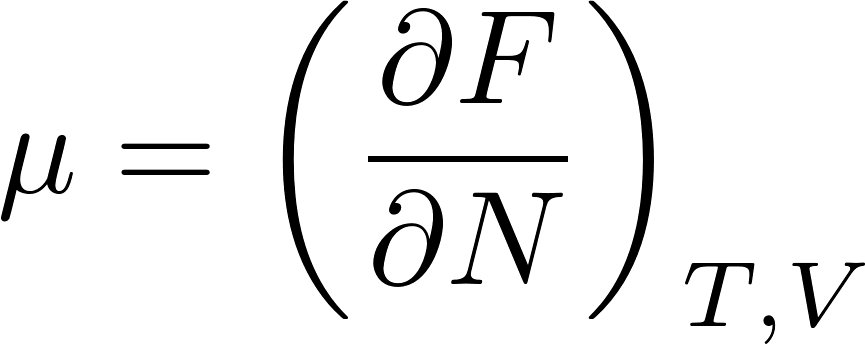 μ = (∂F/∂N)_{T,V}